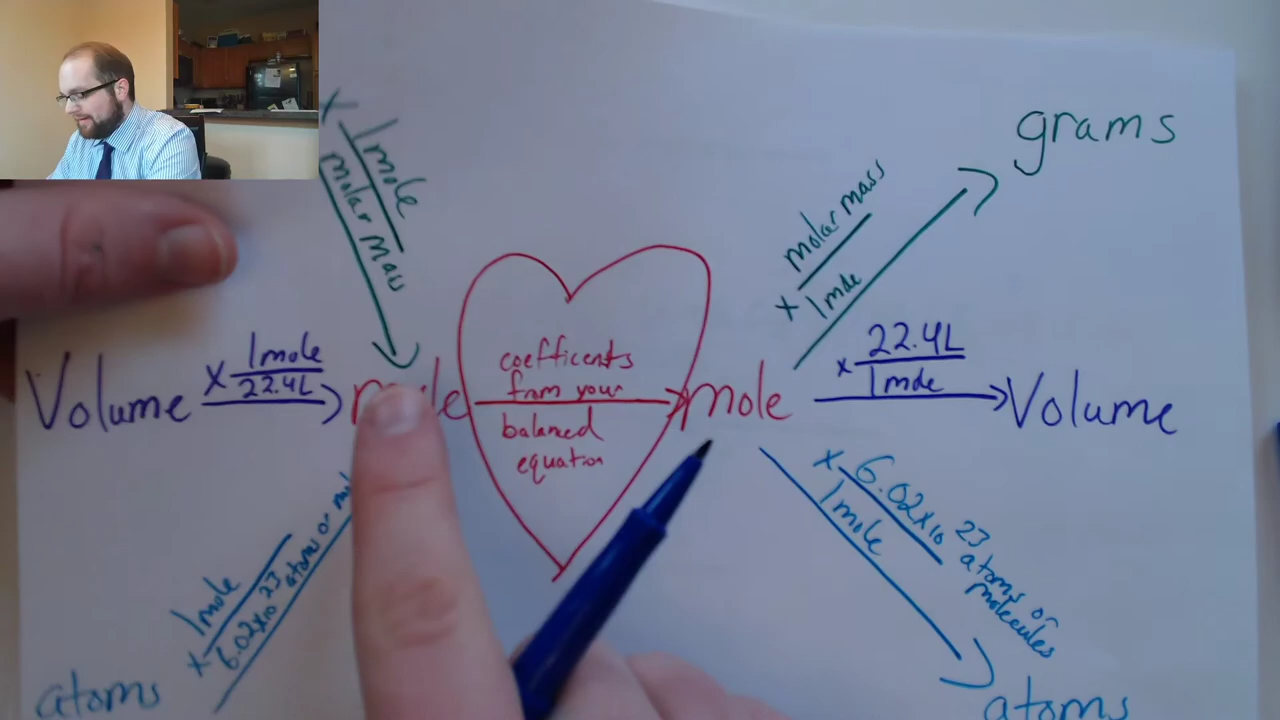 grams
x 1 mole
molar mass
x molar mass
1 mole
Volume
x 1 mole
22.4L
mole
coefficents
from your
balanced
equation
mole
x 22.4L
1 mole
Volume
x 1 mole
6.02x10 23 atoms or
atoms
x 6.02x10 23 atoms or
molecules
1 mole
atoms